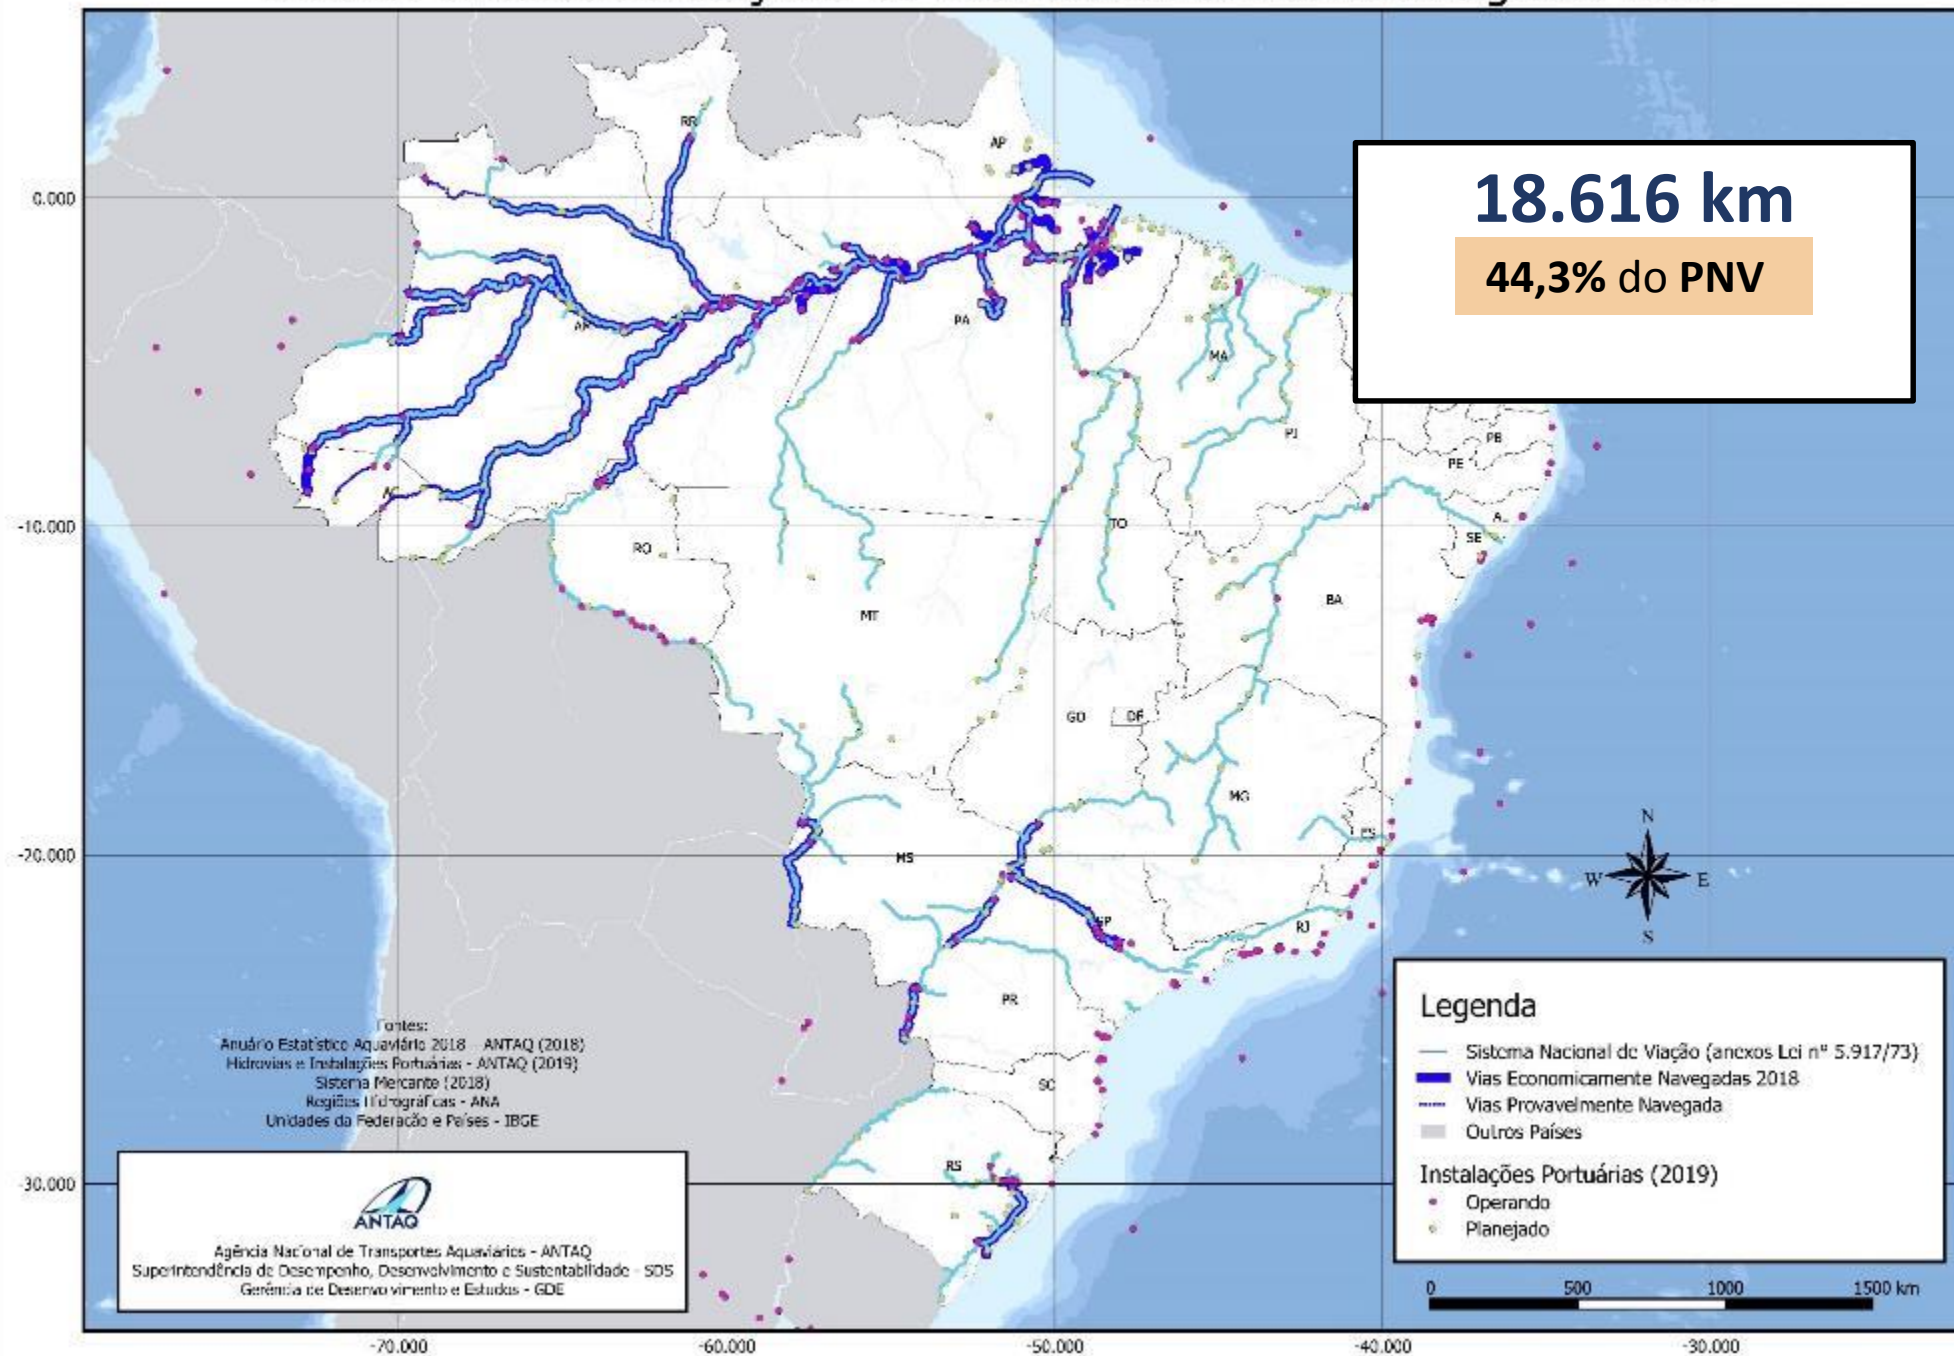 18.616 km
44,3% do PNV
0.000
-10.000
-20.000
-30.000
-70.000
-60.000
-50.000
-40.000
-30.000
RR
AP
PA
MA
PI
PB
PE
SE
TO
BA
RO
MT
GO
DF
MG
ES
MS
SP
RJ
PR
SC
RS
N
W
E
S
Fontes:
Anuário Estatístico Aquaviário 2018 - ANTAQ (2018)
Hidrovias e Instalações Portuárias - ANTAQ (2019)
Sistema Mercante (2018)
Regiões Hidrográficas - ANA
Unidades da Federação e Países - IBGE
ANTAQ
Agência Nacional de Transportes Aquaviários - ANTAQ
Superintendência de Desempenho, Desenvolvimento e Sustentabilidade - SDS
Gerência de Desenvolvimento e Estudos - GDE
Legenda
Sistema Nacional de Viação (anexos Lei nº 5.917/73)
Vias Economicamente Navegadas 2018
Vias Provavelmente Navegada
Outros Países
Instalações Portuárias (2019)
Operando
Planejado
0 500 1000 1500 km